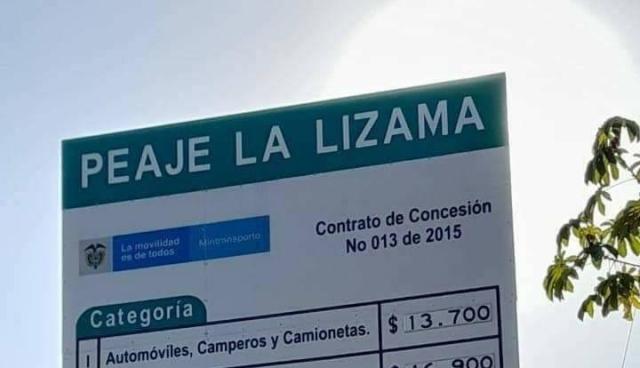 PEAJE LA LIZAMA
La movilidad
es de todos
Mintransporte
Contrato de Concesión
No 013 de 2015
Categoría
I Automóviles, Camperos y Camionetas. $ 13.700